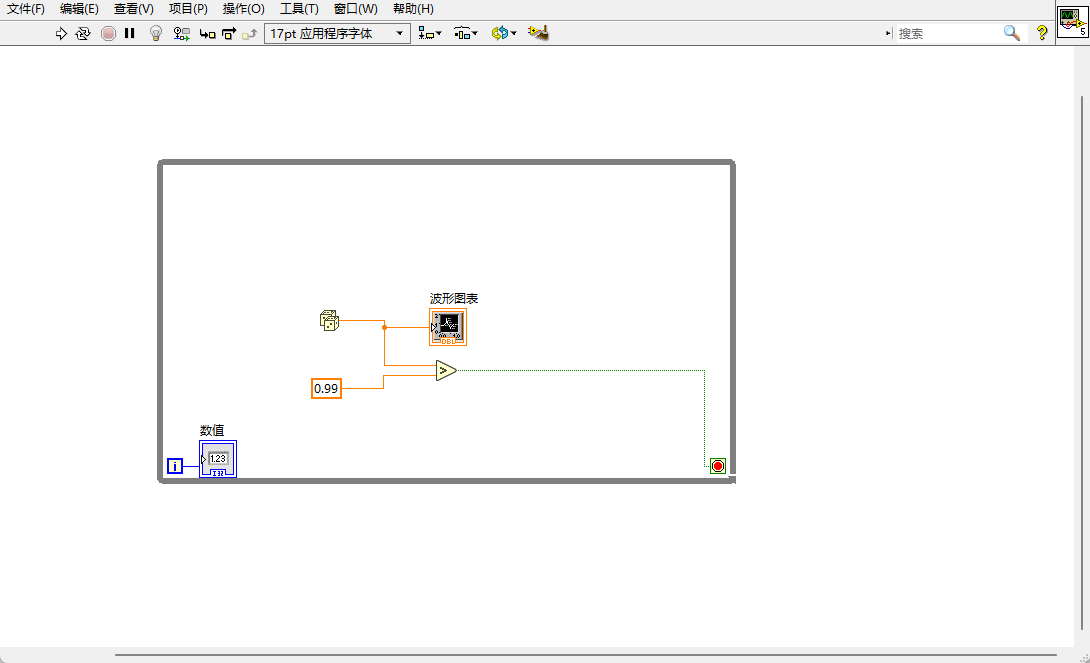 文件(F) 编辑(E) 查看(V) 项目(P) 操作(O) 工具(T) 窗口(W) 帮助(H)
17pt 应用程序字体 搜索 ? 5
波形图表
DBL
>
0.99
数值
i
1.23
I32